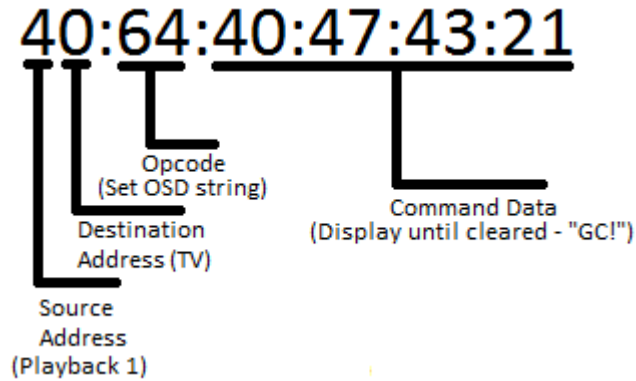 40:64:40:47:43:21
Opcode
(Set OSD string)
Command Data
(Display until cleared - "GC!")
Destination
Address (TV)
Source
Address
(Playback 1)